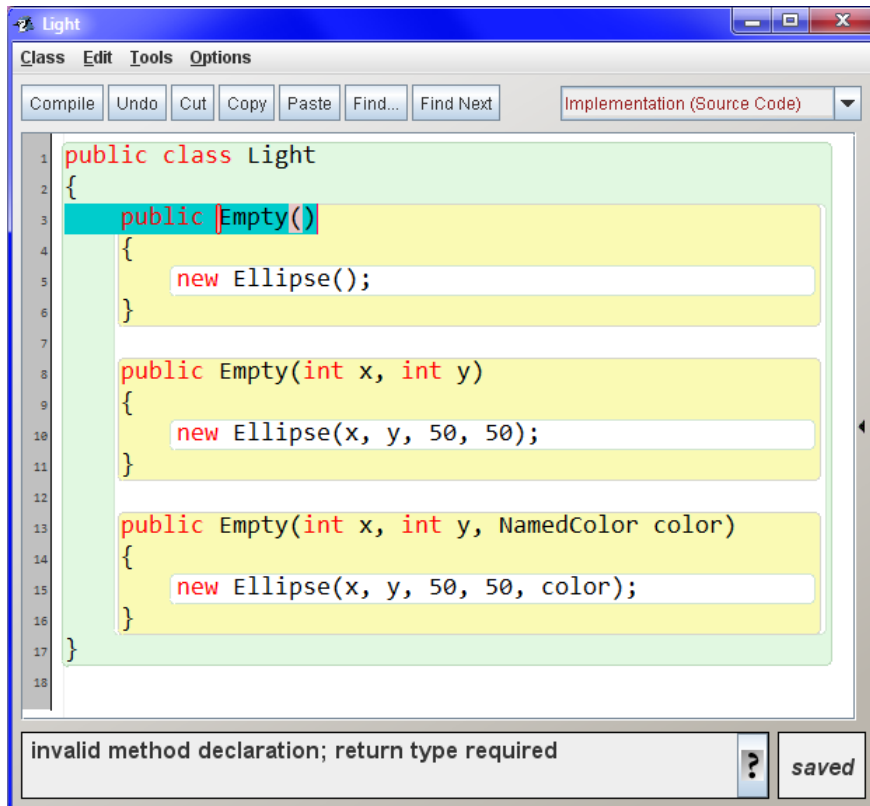 Light
Class Edit Tools Options
Compile Undo Cut Copy Paste Find... Find Next Implementation (Source Code)
1 public class Light
2 {
3     public Empty()
4     {
5         new Ellipse();
6     }
7
8     public Empty(int x, int y)
9     {
10         new Ellipse(x, y, 50, 50);
11     }
12
13     public Empty(int x, int y, NamedColor color)
14     {
15         new Ellipse(x, y, 50, 50, color);
16     }
17 }
18
invalid method declaration; return type required ? saved